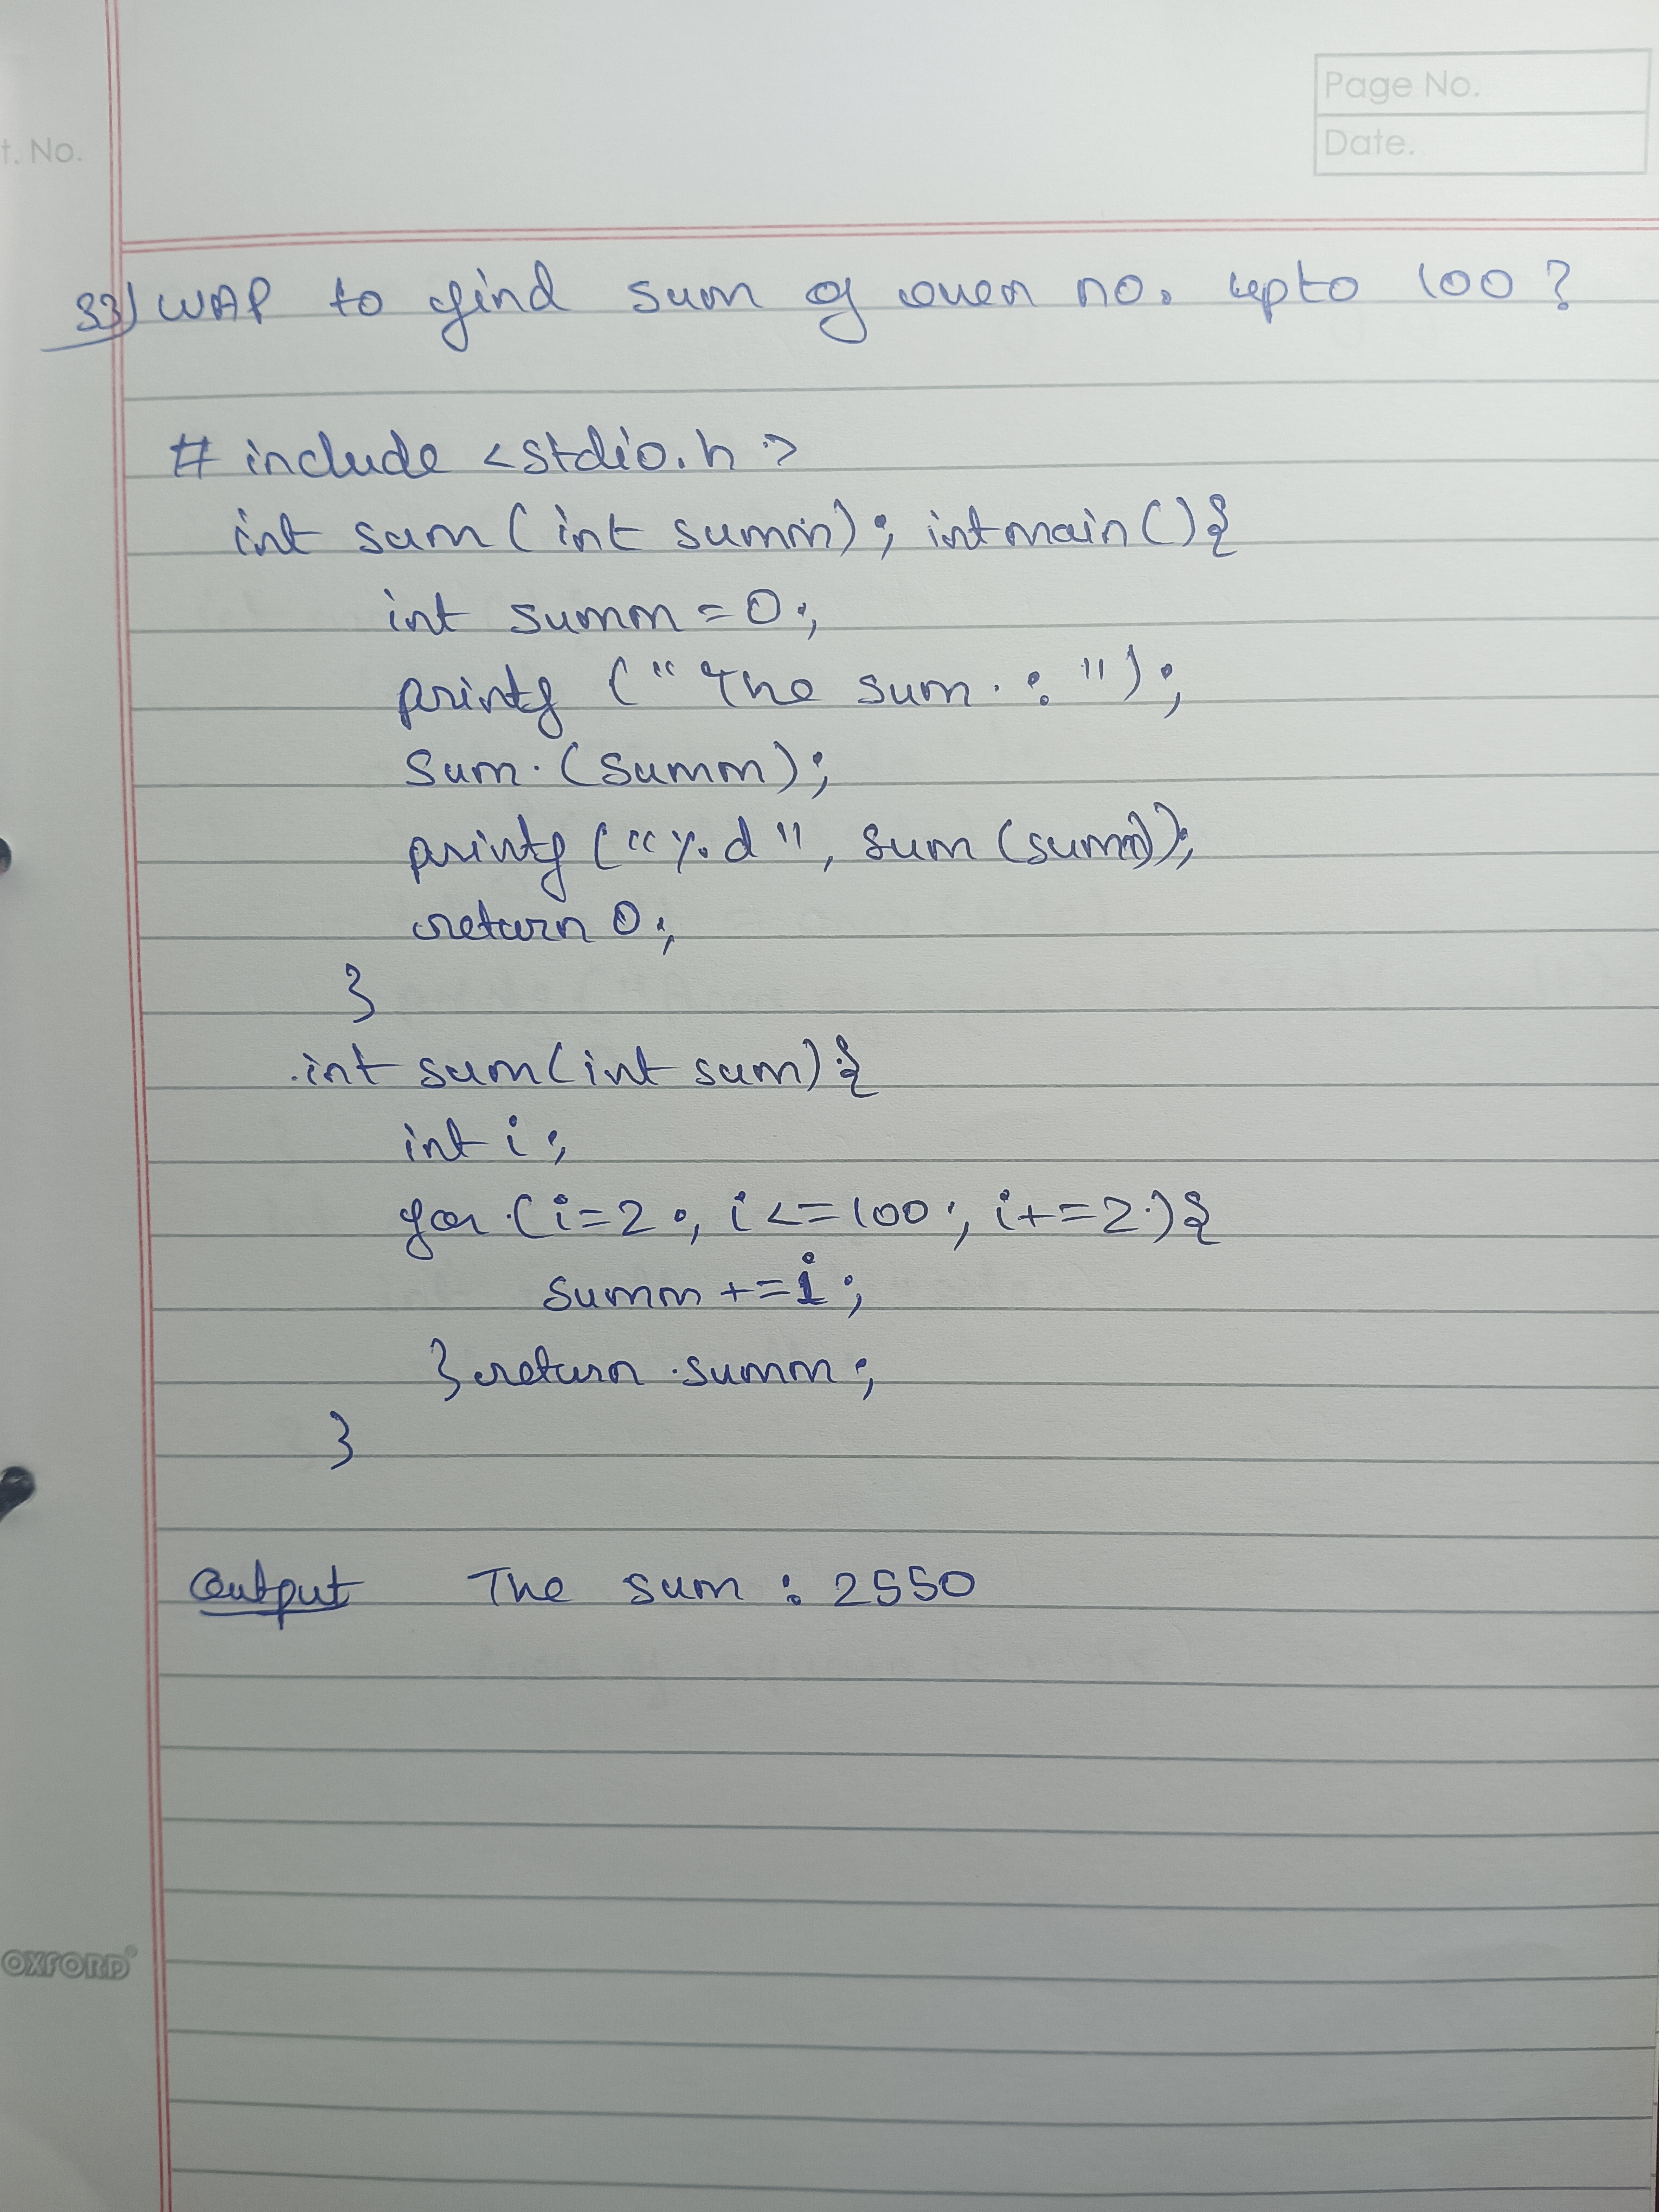 Page No.
t. No.
Date.
33) WAP to find sum of even no. upto 100?
# include <stdio.h>
int sum (int summ); int main () {
int summ = 0;
printf ("The sum : ");
sum (summ);
printf ("%d", sum (summ));
return 0;
}
int sum (int sum) {
int i;
for (i=2; i<=100; i+=2) {
summ += i;
} return summ;
}
Output The sum : 2550
OXFORD